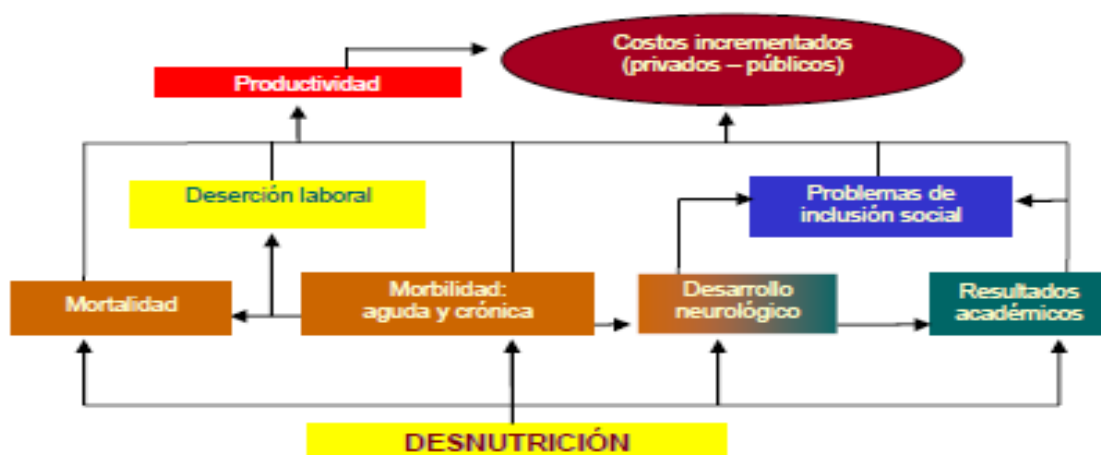 Costos incrementados
(privados – públicos)
Productividad
Deserción laboral
Problemas de
inclusión social
Mortalidad
Morbilidad:
aguda y crónica
Desarrollo
neurológico
Resultados
académicos
DESNUTRICIÓN